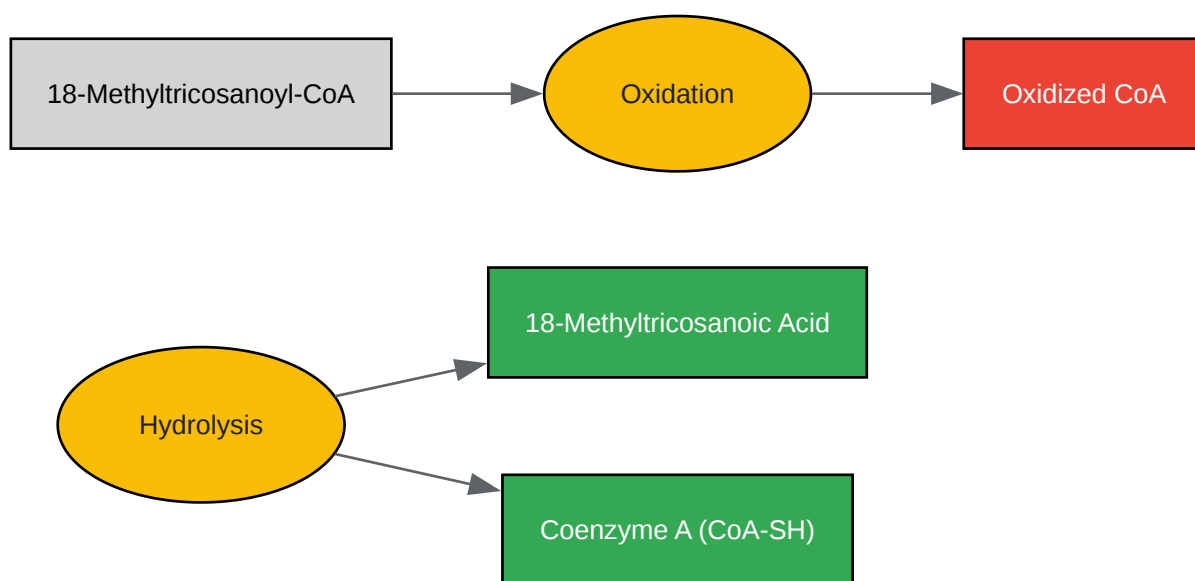 18-Methyltricosanoyl-CoA
Oxidation
Oxidized CoA
18-Methyltricosanoic Acid
Hydrolysis
Coenzyme A (CoA-SH)